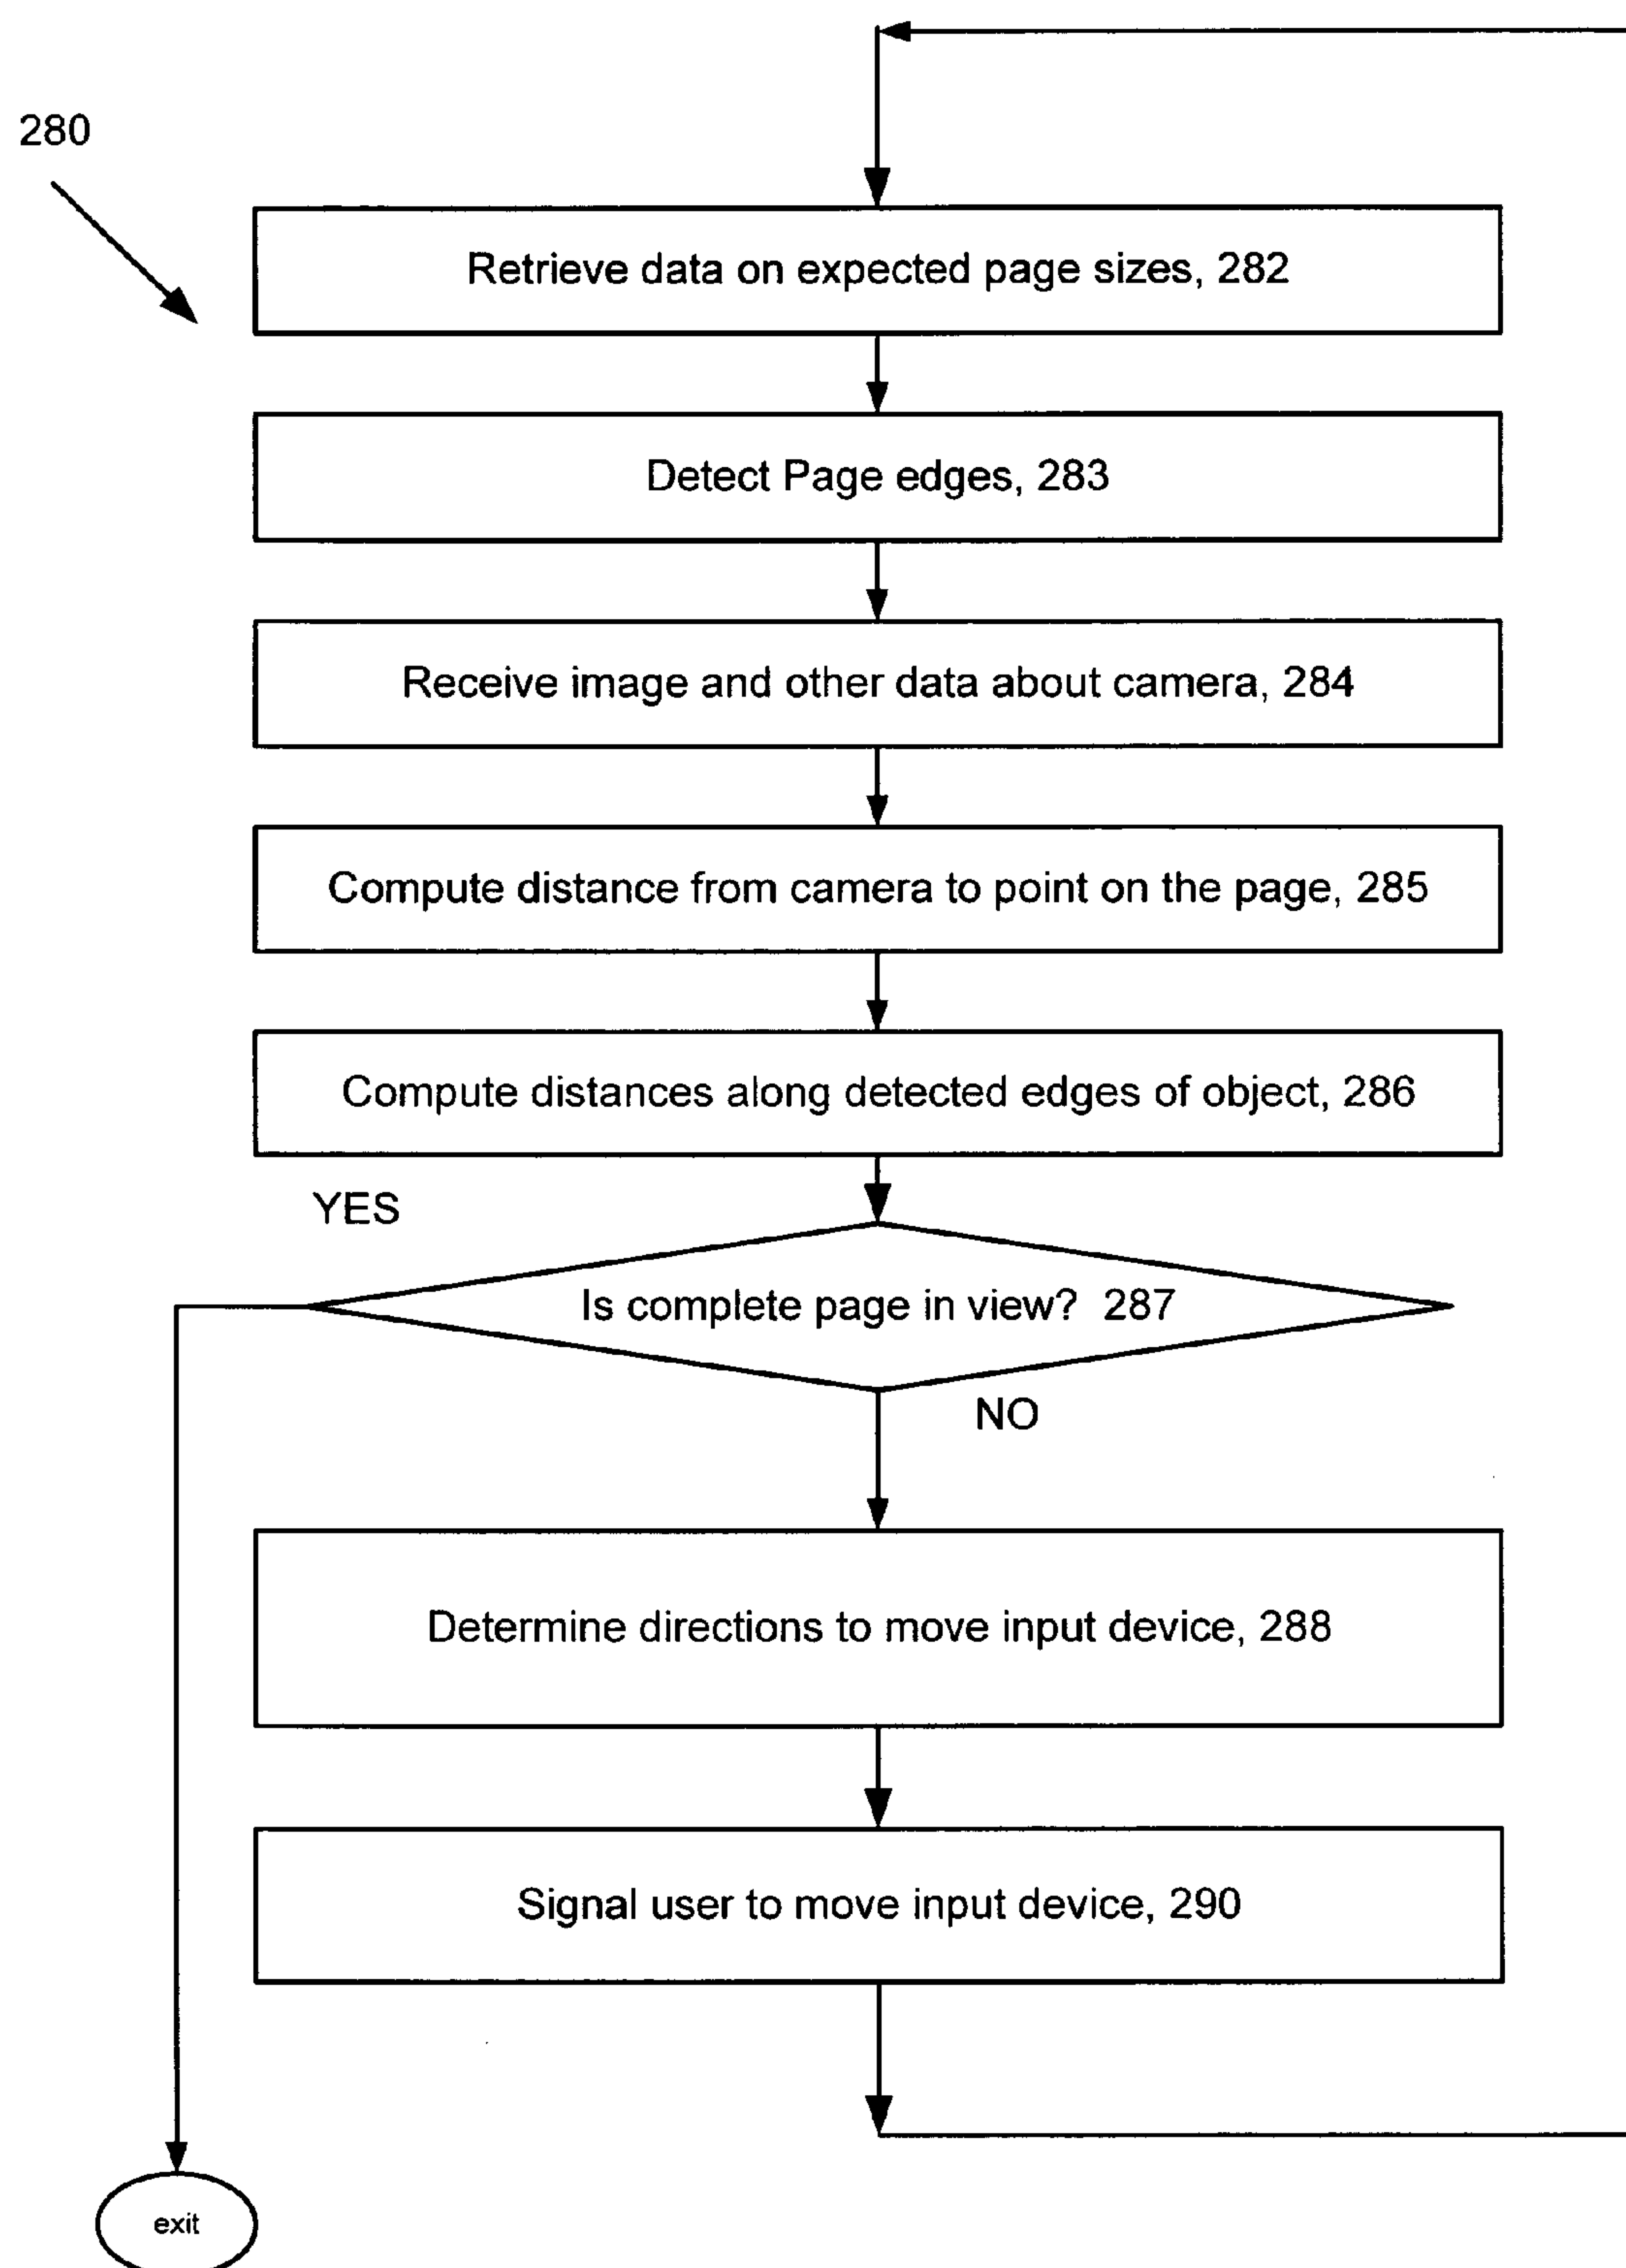 280
Retrieve data on expected page sizes, 282
Detect Page edges, 283
Receive image and other data about camera, 284
Compute distance from camera to point on the page, 285
Compute distances along detected edges of object, 286
YES
Is complete page in view? 287
NO
Determine directions to move input device, 288
Signal user to move input device, 290
exit